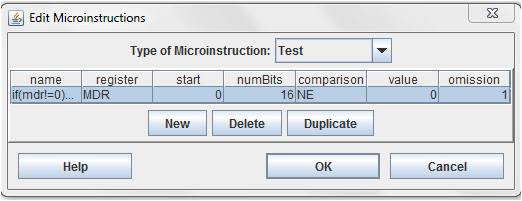 Edit Microinstructions
Type of Microinstruction: Test
name register start numBits comparison value omission
if(mdr!=0)... MDR 0 16 NE 0 1
New Delete Duplicate
Help OK Cancel